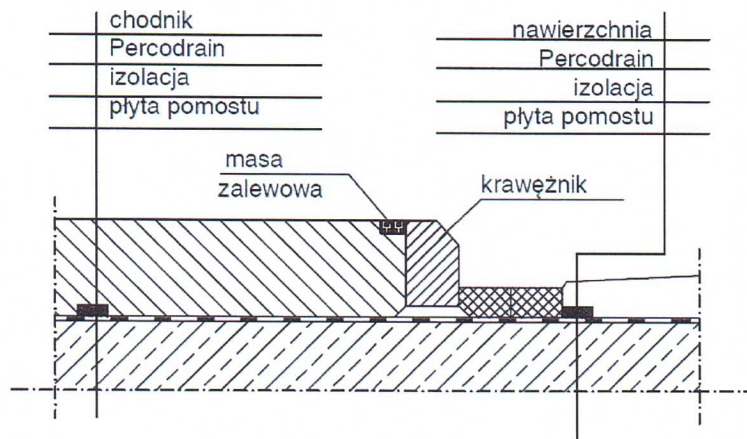 chodnik
Percodrain
izolacja
płyta pomostu
nawierzchnia
Percodrain
izolacja
płyta pomostu
masa
zalewowa
krawężnik